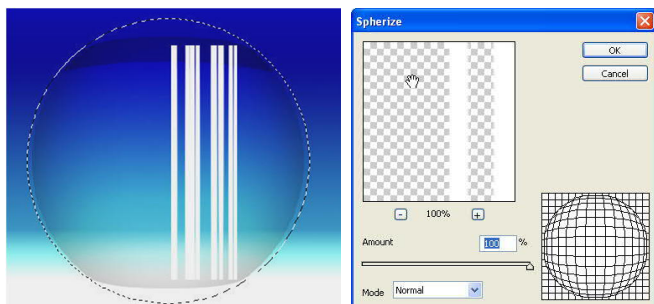 Spherize
OK
Cancel
- 100% +
Amount 100 %
Mode Normal